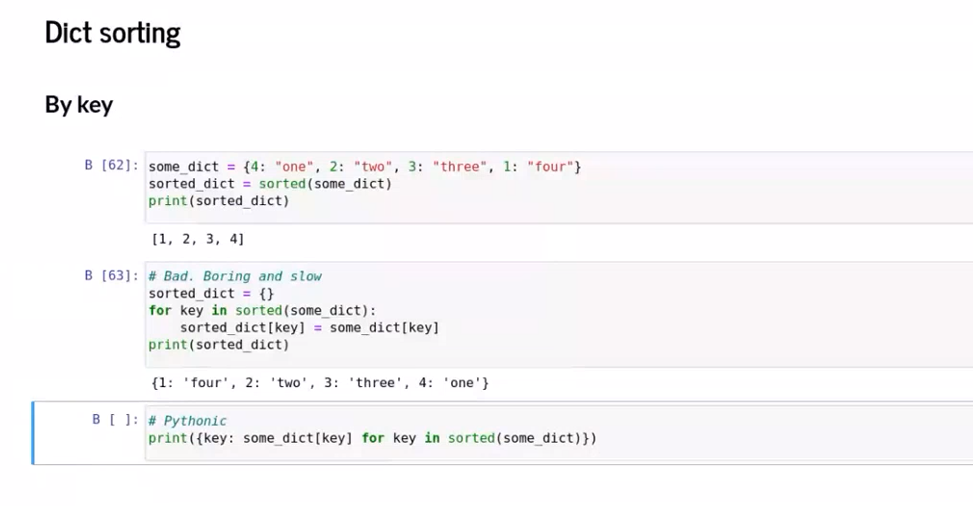 Dict sorting
By key
B [62]: some_dict = {4: "one", 2: "two", 3: "three", 1: "four"}
sorted_dict = sorted(some_dict)
print(sorted_dict)
[1, 2, 3, 4]
B [63]: # Bad. Boring and slow
sorted_dict = {}
for key in sorted(some_dict):
    sorted_dict[key] = some_dict[key]
print(sorted_dict)
{1: 'four', 2: 'two', 3: 'three', 4: 'one'}
B [ ]: # Pythonic
print({key: some_dict[key] for key in sorted(some_dict)})